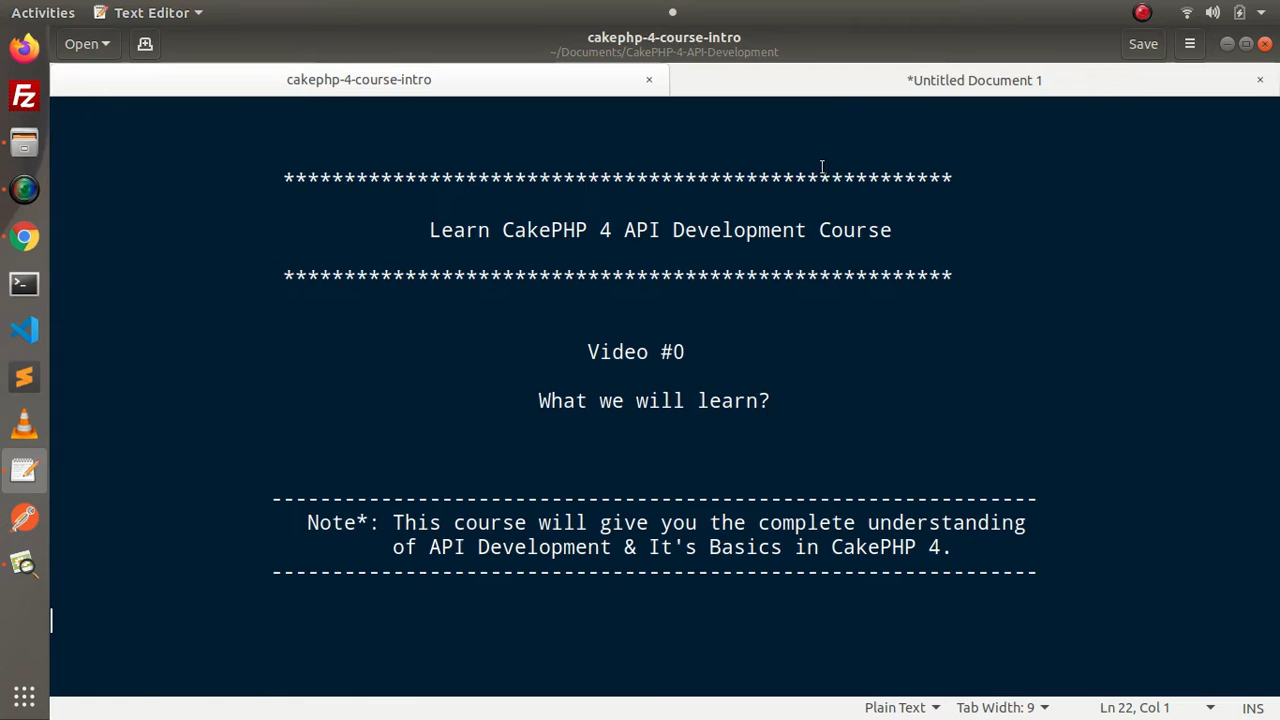 Activities
Text Editor
Open
cakephp-4-course-intro
~/Documents/CakePHP-4-API-Development
Save
cakephp-4-course-intro
*Untitled Document 1
*******************************************************
Learn CakePHP 4 API Development Course
*******************************************************
Video #0
What we will learn?
---------------------------------------------------------------
Note*: This course will give you the complete understanding
of API Development & It's Basics in CakePHP 4.
---------------------------------------------------------------
Plain Text
Tab Width: 9
Ln 22, Col 1
INS